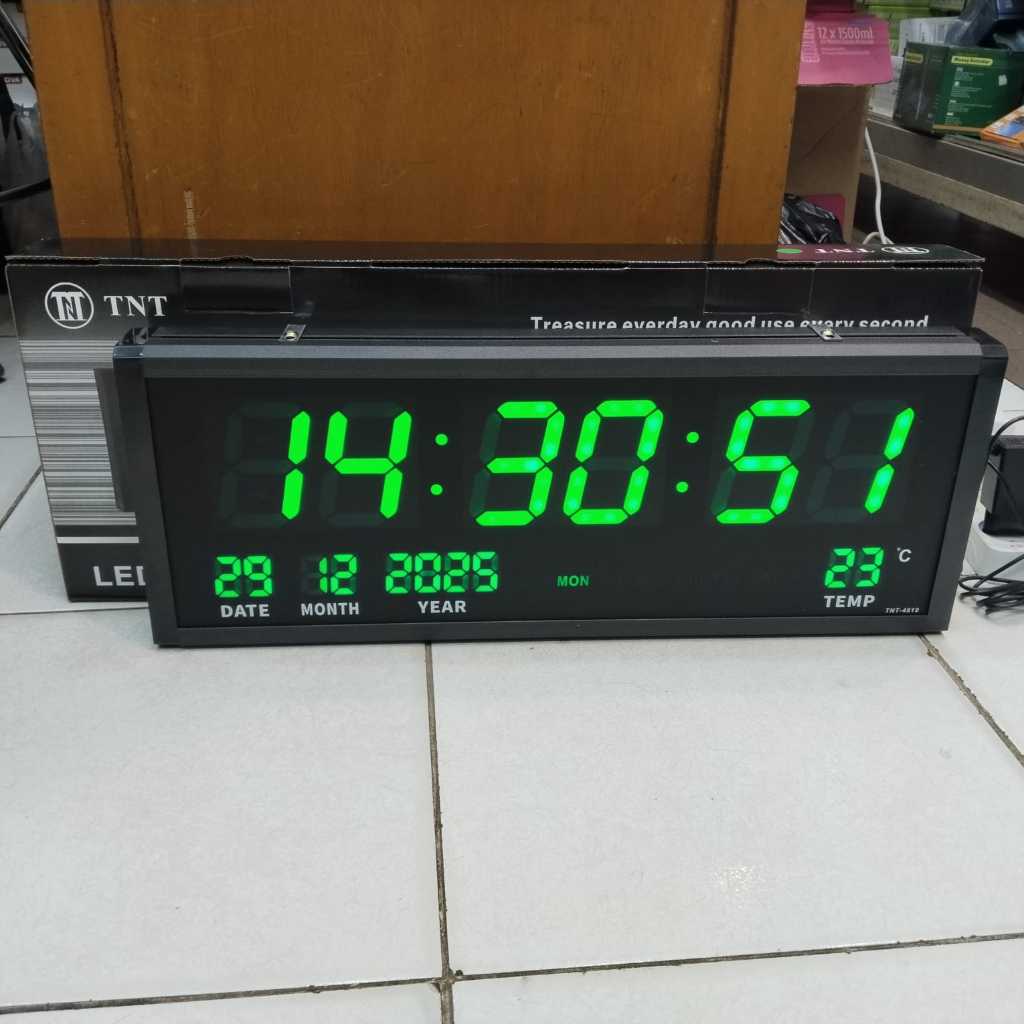 12 x 1500ml
TNT
TNT
TNT
Treasure everday good use every second
14:30:51
29 12 2025 MON 23 °C
DATE MONTH YEAR TEMP
LED